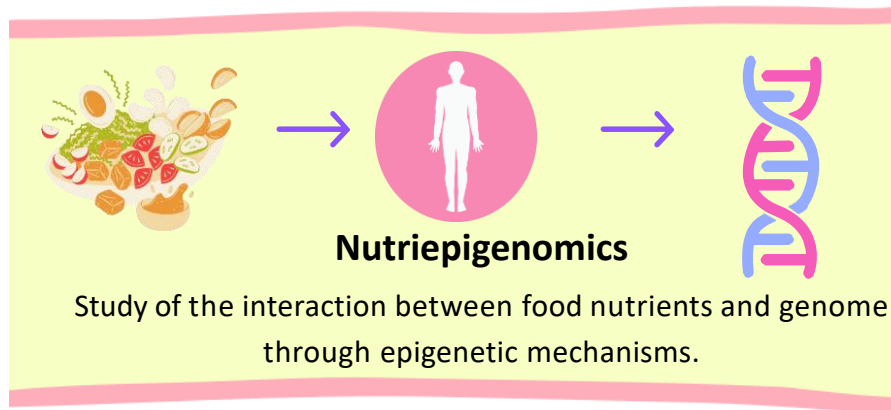 Nutriepigenomics
Study of the interaction between food nutrients and genome
through epigenetic mechanisms.